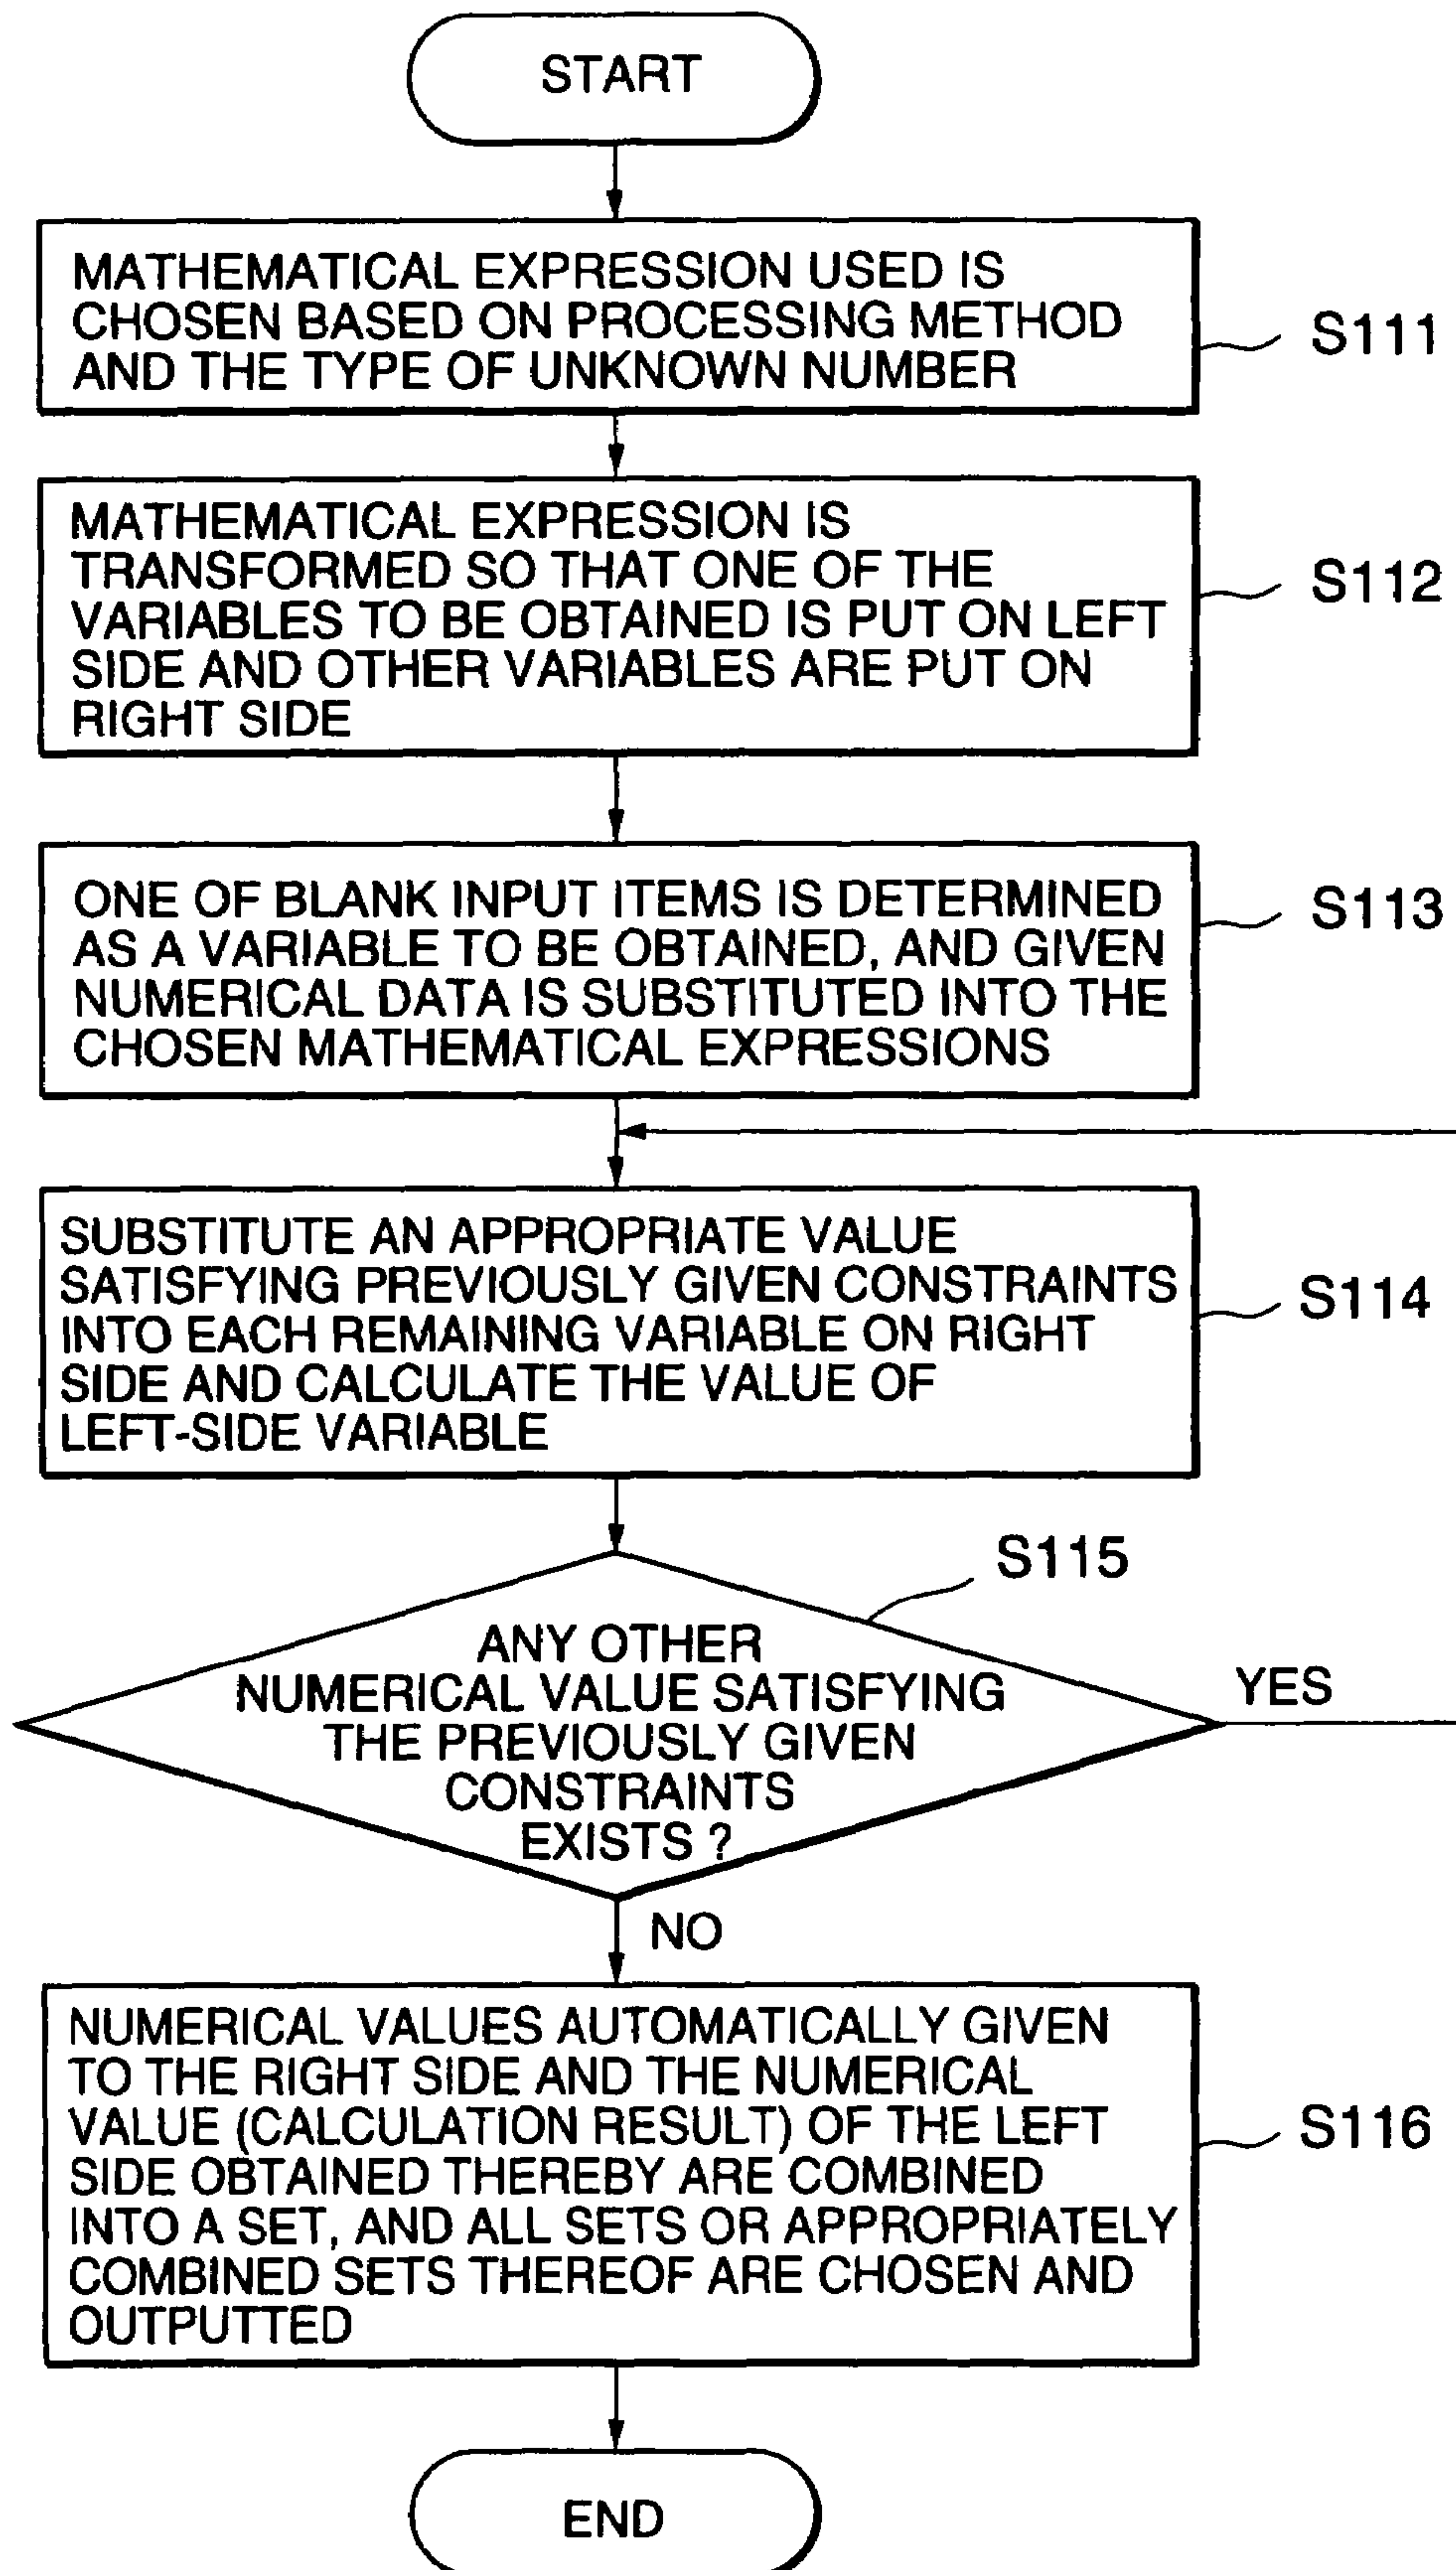 START
MATHEMATICAL EXPRESSION USED IS
CHOSEN BASED ON PROCESSING METHOD
AND THE TYPE OF UNKNOWN NUMBER
S111
MATHEMATICAL EXPRESSION IS
TRANSFORMED SO THAT ONE OF THE
VARIABLES TO BE OBTAINED IS PUT ON LEFT
SIDE AND OTHER VARIABLES ARE PUT ON
RIGHT SIDE
S112
ONE OF BLANK INPUT ITEMS IS DETERMINED
AS A VARIABLE TO BE OBTAINED, AND GIVEN
NUMERICAL DATA IS SUBSTITUTED INTO THE
CHOSEN MATHEMATICAL EXPRESSIONS
S113
SUBSTITUTE AN APPROPRIATE VALUE
SATISFYING PREVIOUSLY GIVEN CONSTRAINTS
INTO EACH REMAINING VARIABLE ON RIGHT
SIDE AND CALCULATE THE VALUE OF
LEFT-SIDE VARIABLE
S114
S115
ANY OTHER
NUMERICAL VALUE SATISFYING
THE PREVIOUSLY GIVEN
CONSTRAINTS
EXISTS ?
YES
NO
NUMERICAL VALUES AUTOMATICALLY GIVEN
TO THE RIGHT SIDE AND THE NUMERICAL
VALUE (CALCULATION RESULT) OF THE LEFT
SIDE OBTAINED THEREBY ARE COMBINED
INTO A SET, AND ALL SETS OR APPROPRIATELY
COMBINED SETS THEREOF ARE CHOSEN AND
OUTPUTTED
S116
END